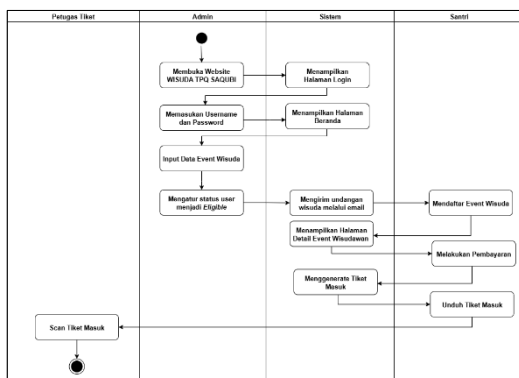 Petugas Tiket
Admin
Sistem
Santri
Membuka Website
WISUDA TPQ SAQUBI
Menampilkan
Halaman Login
Memasukan Username
dan Password
Menampilkan Halaman
Beranda
Input Data Event Wisuda
Mengatur status user
menjadi Eligible
Mengirim undangan
wisuda melalui email
Mendaftar Event Wisuda
Menampilkan Halaman
Detail Event Wisudawan
Melakukan Pembayaran
Menggenerate Tiket
Masuk
Unduh Tiket Masuk
Scan Tiket Masuk